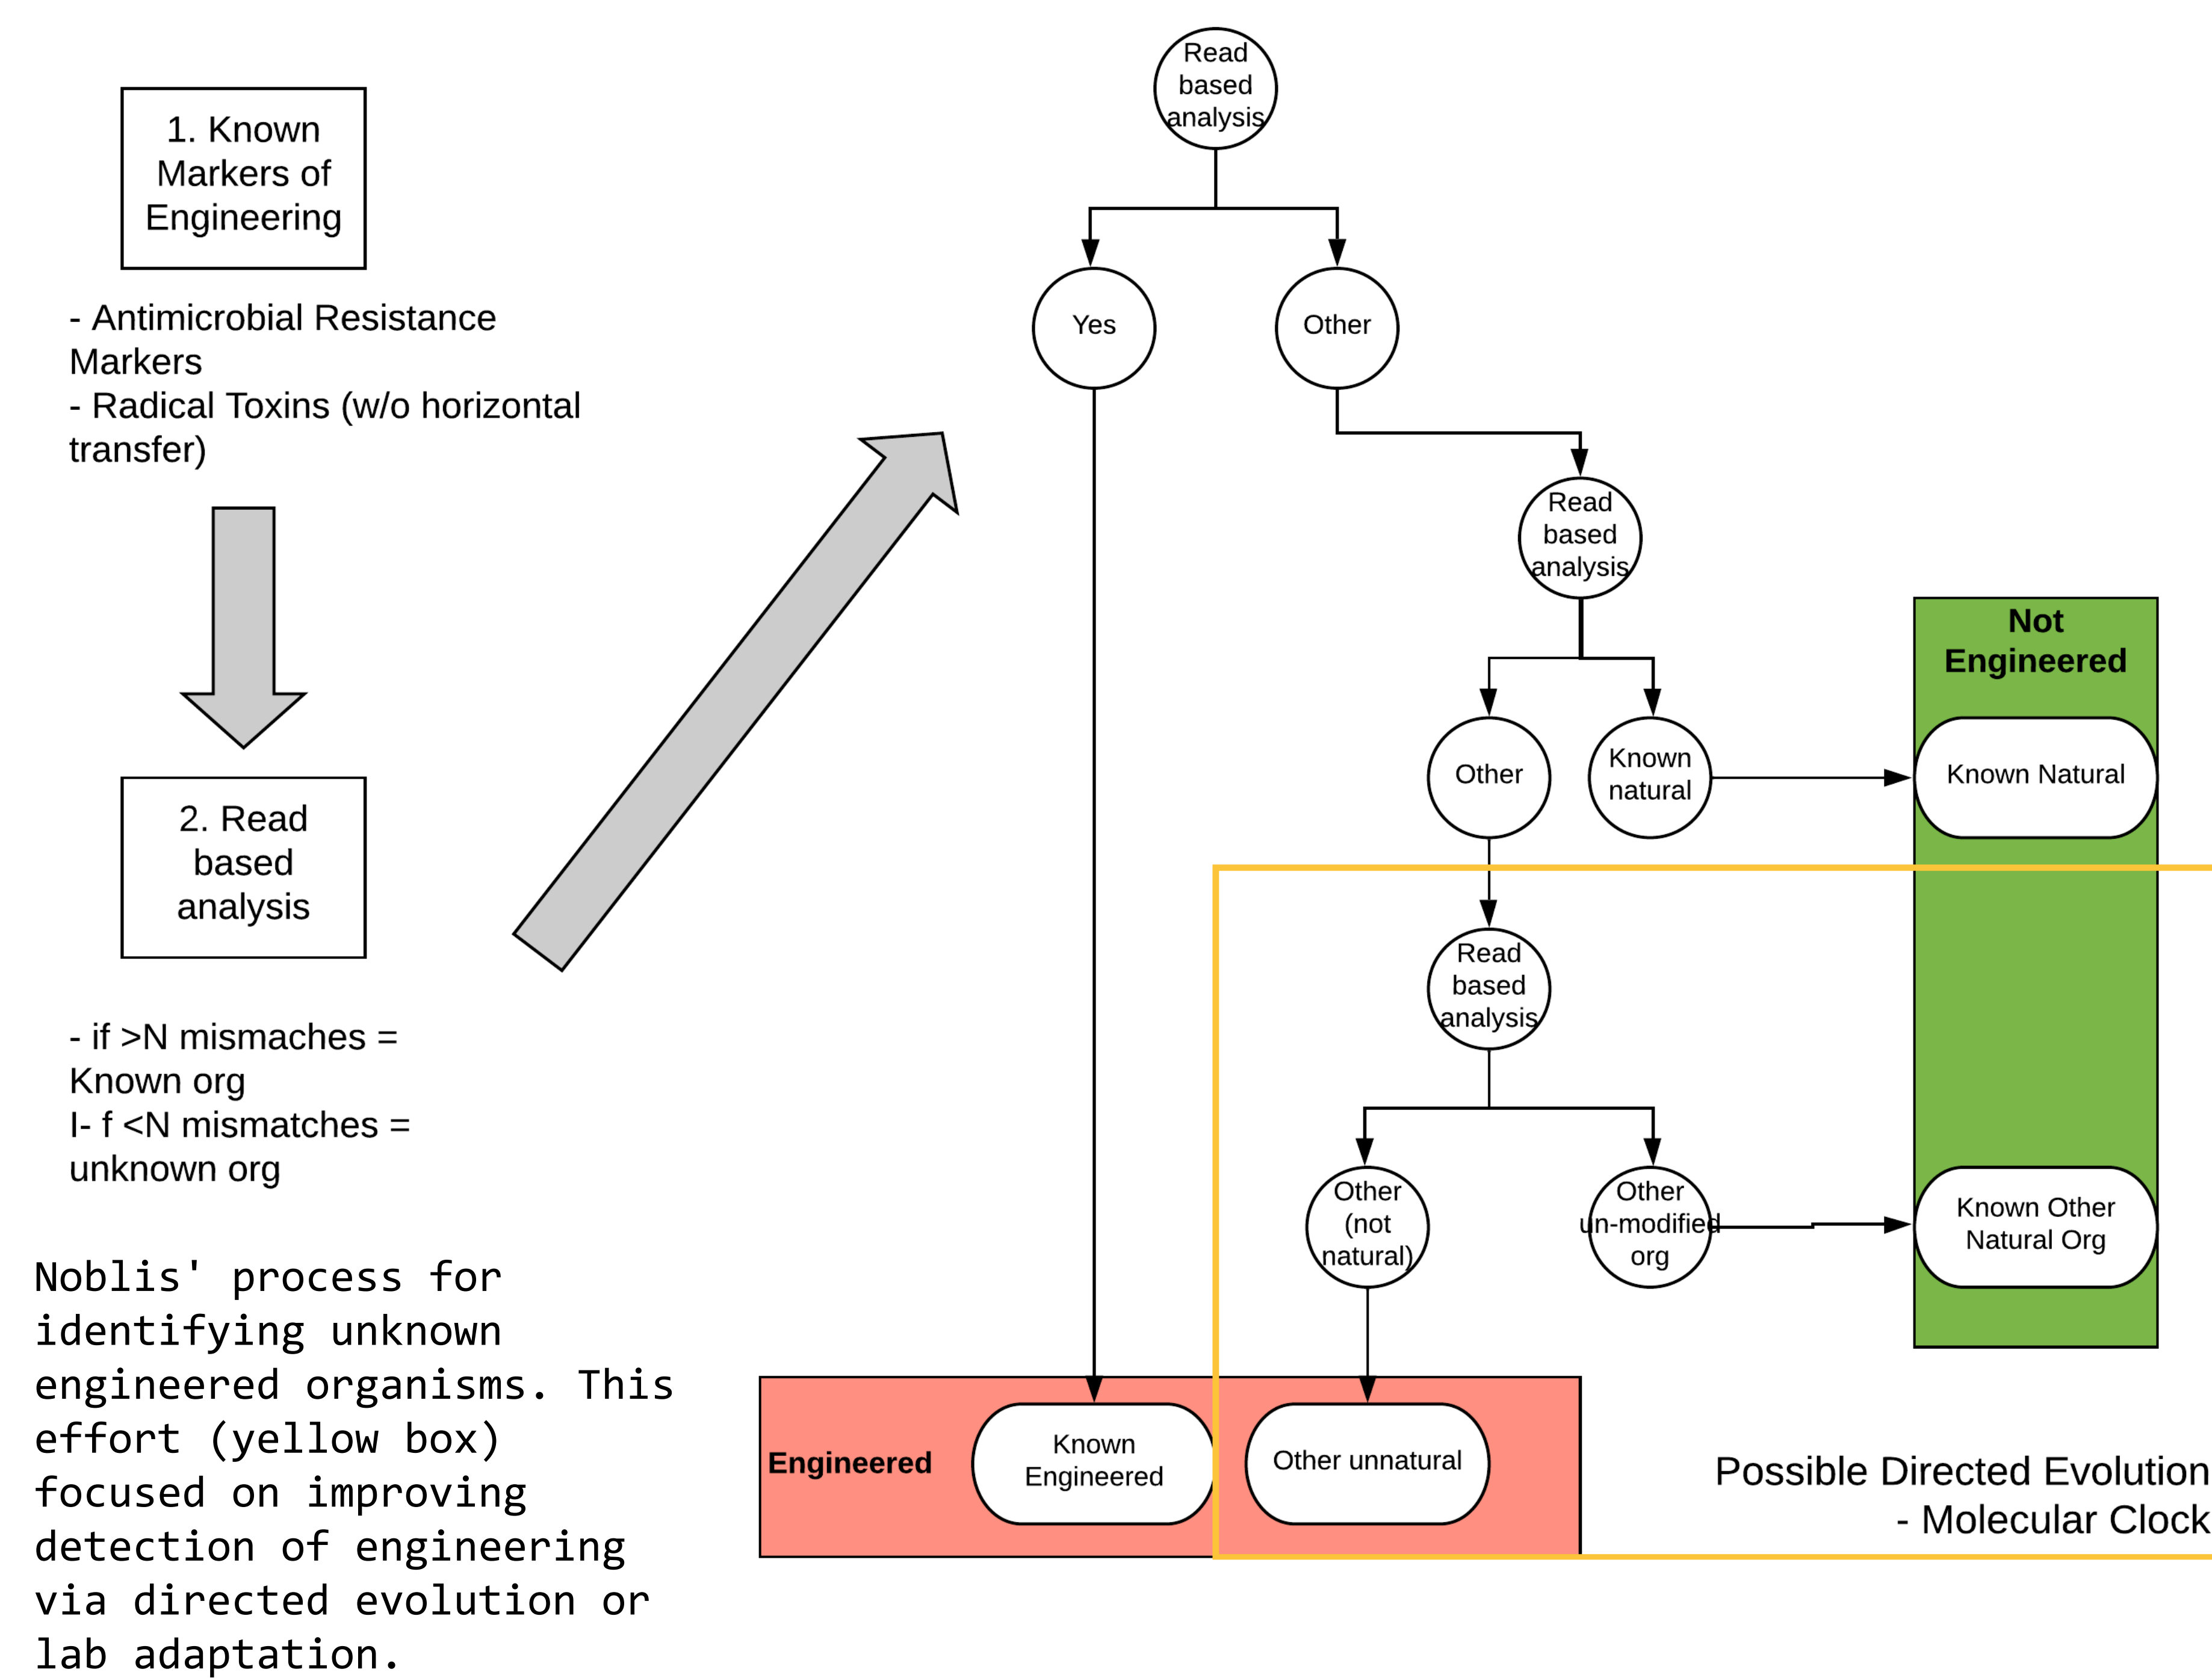 1. Known
Markers of
Engineering
- Antimicrobial Resistance
Markers
- Radical Toxins (w/o horizontal
transfer)
2. Read
based
analysis
- if >N mismaches =
Known org
I- f <N mismatches =
unknown org
Noblis' process for
identifying unknown
engineered organisms. This
effort (yellow box)
focused on improving
detection of engineering
via directed evolution or
lab adaptation.
Read
based
analysis
Yes
Other
Read
based
analysis
Other
Known
natural
Not
Engineered
Known Natural
Read
based
analysis
Other
(not
natural)
Other
un-modified
org
Known Other
Natural Org
Engineered
Known
Engineered
Other unnatural
Possible Directed Evolution
- Molecular Clock